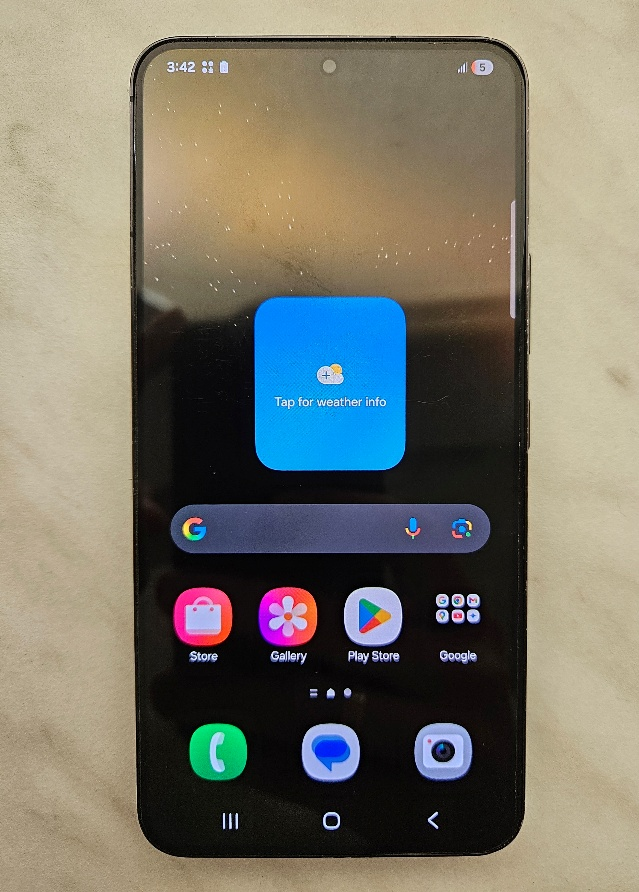 3:42
5
Tap for weather info
G
Store
Gallery
Play Store
Google